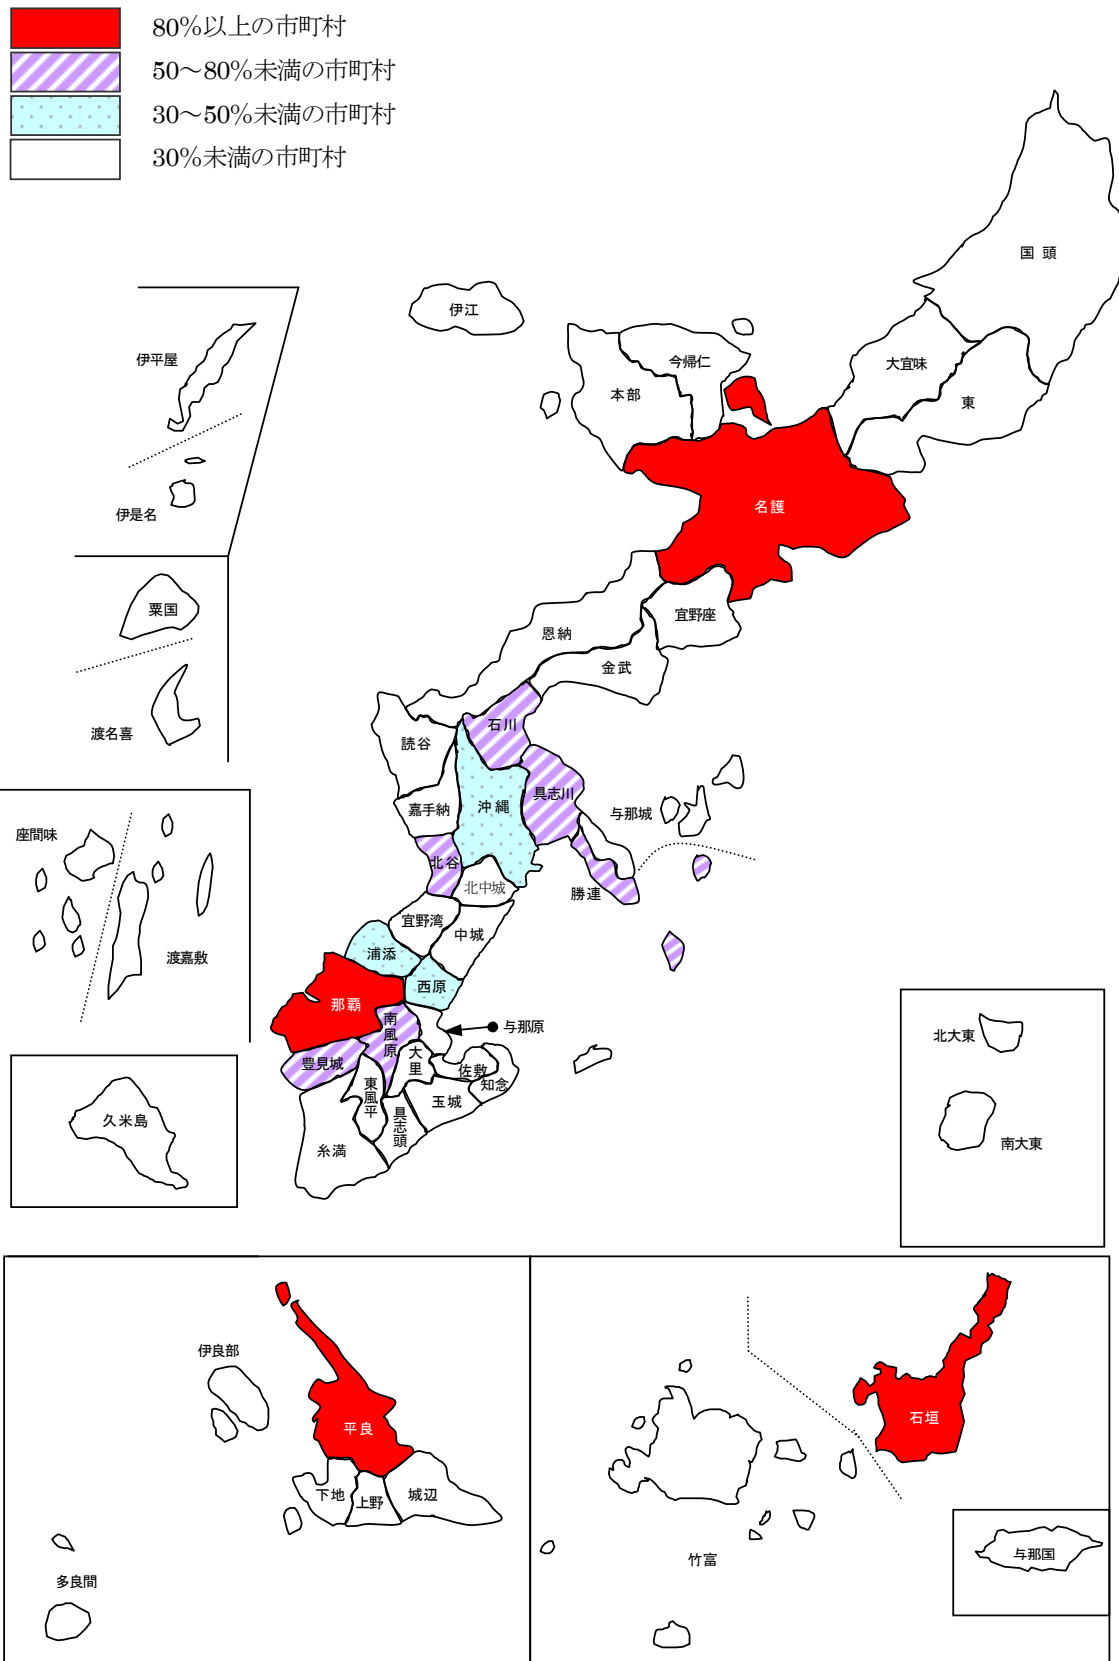 80%以上の市町村
50～80%未満の市町村
30～50%未満の市町村
30%未満の市町村
国頭
伊江
伊平屋
今帰仁
大宜味
本部
東
名護
伊是名
粟国
宜野座
恩納
金武
渡名喜
石川
読谷
具志川
嘉手納
沖縄
与那城
座間味
北谷
北中城
勝連
宜野湾
中城
浦添
渡嘉敷
西原
那覇
南風原
与那原
北大東
豊見城
大里
佐敷
知念
東風平
玉城
久米島
具志頭
糸満
南大東
伊良部
平良
石垣
下地
上野
城辺
竹富
与那国
多良間